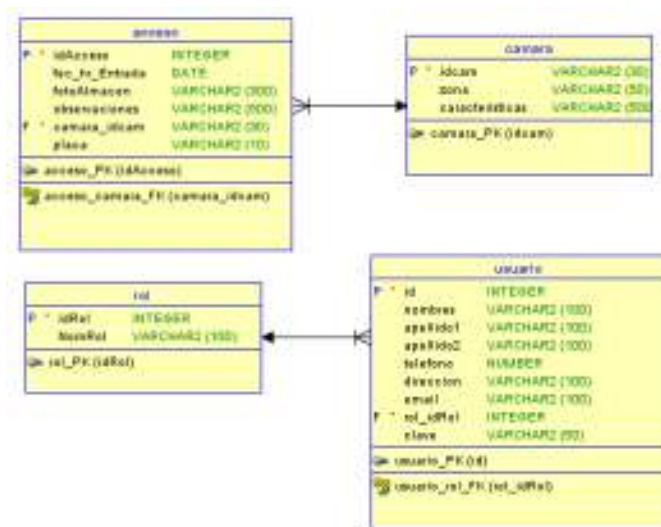 acceso
P * idAcceso INTEGER
fec_hr_Entrada DATE
fotoAlmacen VARCHAR2 (300)
observaciones VARCHAR2 (500)
F * camara_idcam VARCHAR2 (30)
placa VARCHAR2 (10)
acceso_PK (idAcceso)
acceso_camara_FK (camara_idcam)
camara
P * idcam VARCHAR2 (30)
zona VARCHAR2 (50)
caracteristicas VARCHAR2 (500
camara_PK (idcam)
rol
P * idRol INTEGER
NomRol VARCHAR2 (100)
rol_PK (idRol)
usuario
P * id INTEGER
nombres VARCHAR2 (100)
apellido1 VARCHAR2 (100)
apellido2 VARCHAR2 (100)
telefono NUMBER
direccion VARCHAR2 (100)
email VARCHAR2 (100)
F * rol_idRol INTEGER
clave VARCHAR2 (50)
usuario_PK (id)
usuario_rol_FK (rol_idRol)